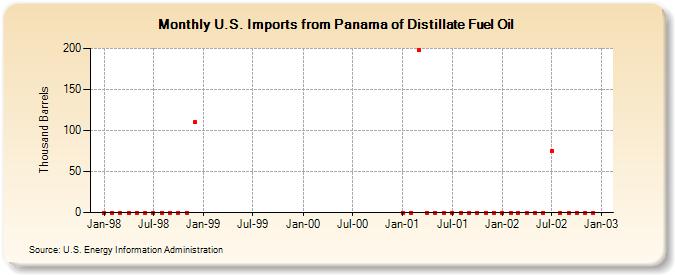 Monthly U.S. Imports from Panama of Distillate Fuel Oil
Thousand Barrels
200
150
100
50
0
Jan-98 Jul-98 Jan-99 Jul-99 Jan-00 Jul-00 Jan-01 Jul-01 Jan-02 Jul-02 Jan-03
Source: U.S. Energy Information Administration